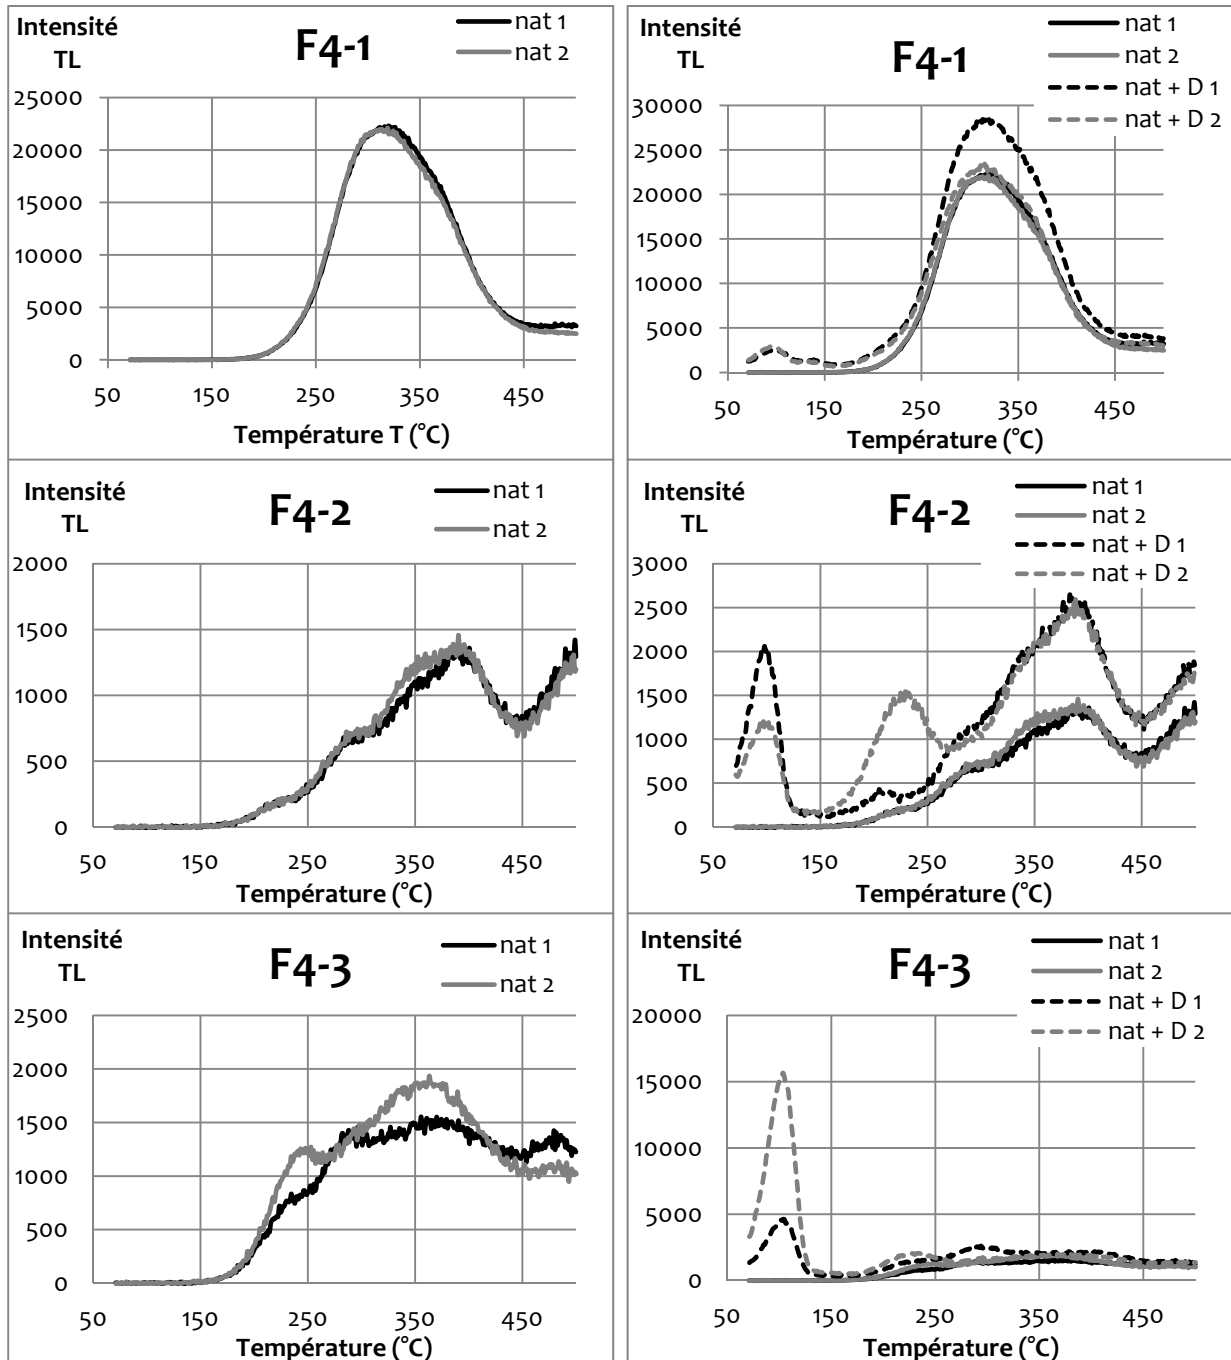 Intensité
TL
F4-1
nat 1
nat 2
25000
20000
15000
10000
5000
0
50 150 250 350 450
Température T (°C)
Intensité
TL
F4-1
nat 1
nat 2
nat + D 1
nat + D 2
30000
25000
20000
15000
10000
5000
0
50 150 250 350 450
Température (°C)
Intensité
TL
F4-2
nat 1
nat 2
2000
1500
1000
500
0
50 150 250 350 450
Température (°C)
Intensité
TL
F4-2
nat 1
nat 2
nat + D 1
nat + D 2
3000
2500
2000
1500
1000
500
0
50 150 250 350 450
Température (°C)
Intensité
TL
F4-3
nat 1
nat 2
2500
2000
1500
1000
500
0
50 150 250 350 450
Température (°C)
Intensité
TL
F4-3
nat 1
nat 2
nat + D 1
nat + D 2
20000
15000
10000
5000
0
50 150 250 350 450
Température (°C)